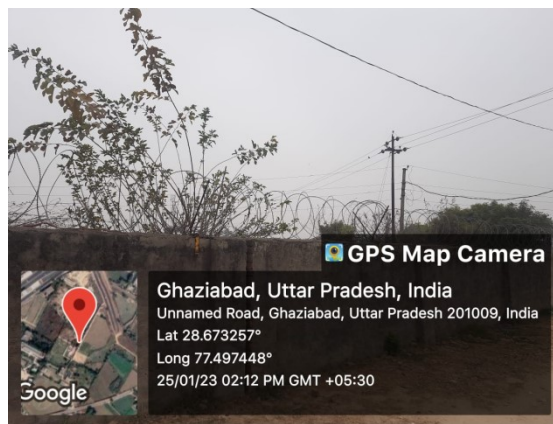 GPS Map Camera
Ghaziabad, Uttar Pradesh, India
Unnamed Road, Ghaziabad, Uttar Pradesh 201009, India
Lat 28.673257°
Long 77.497448°
25/01/23 02:12 PM GMT +05:30
Google